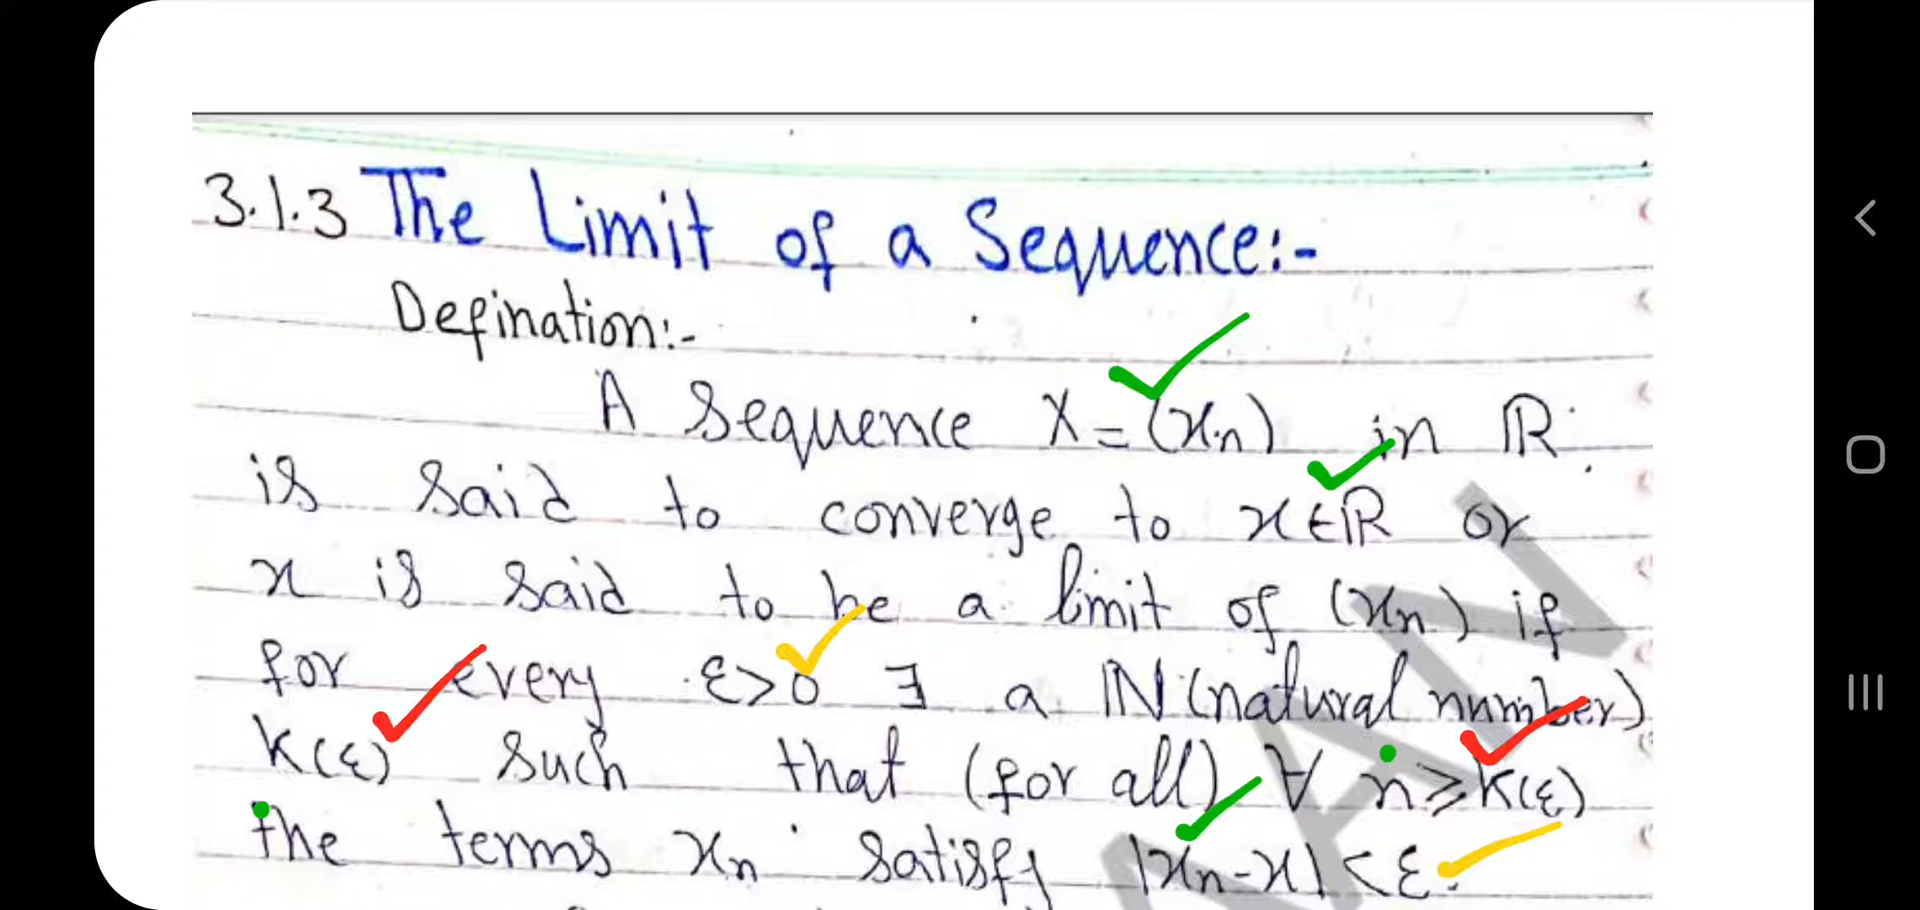 3.1.3 The Limit of a Sequence:-
Defination:-
A sequence X=(xn) in ℝ.
is said to converge to x∈ℝ or
x is said to be a limit of (xn) if
for every ε>0 ∃ a ℕ(natural number)
K(ε) such that (for all) ∀ n≥K(ε)
the terms xn satisfy |xn-x|<ε.